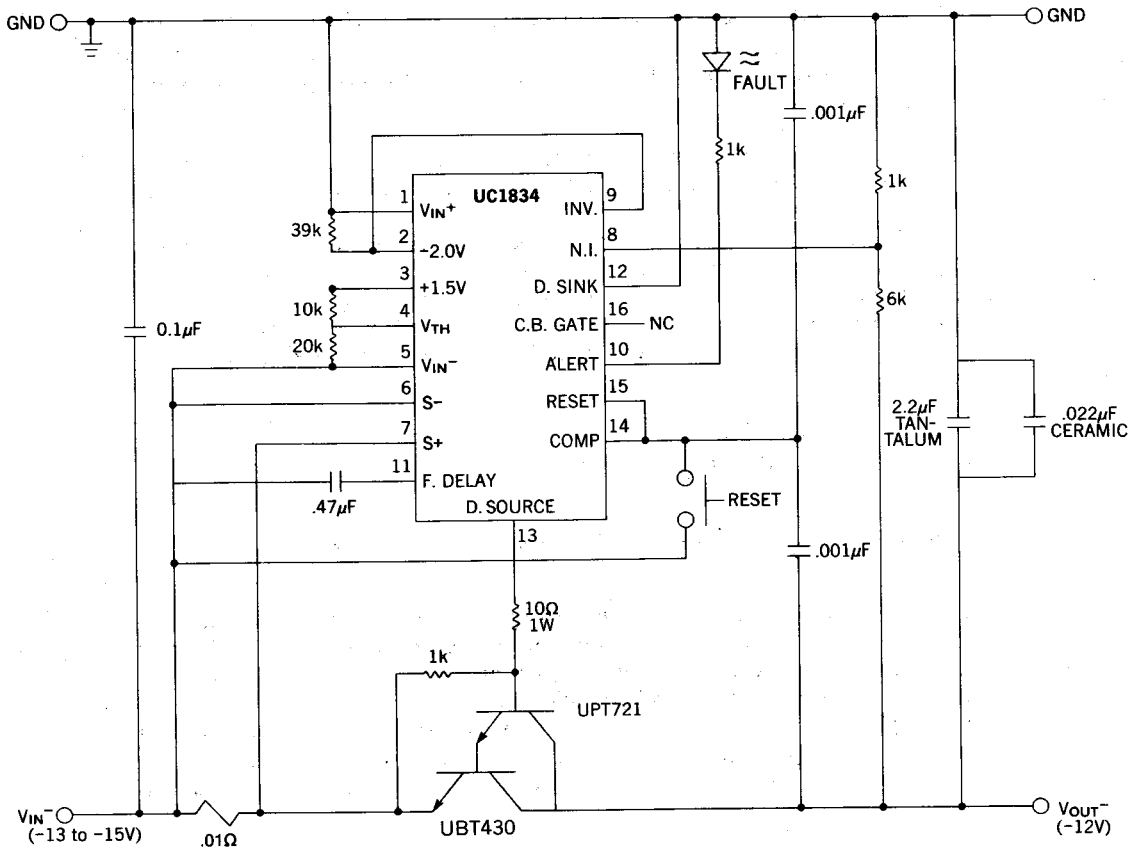 GND
GND
FAULT
.001µF
1k
1k
UC1834
1
VIN+
INV.
9
39k
2
-2.0V
N.I.
8
3
+1.5V
D. SINK
12
6k
10k
4
VTH
C.B. GATE
16
NC
0.1µF
20k
5
VIN-
ALERT
10
6
S-
RESET
15
2.2µF
TAN-
TALUM
.022µF
CERAMIC
7
S+
COMP
14
11
F. DELAY
.47µF
D. SOURCE
13
RESET
.001µF
10Ω
1W
1k
UPT721
VIN-
(-13 to -15V)
.01Ω
UBT430
VOUT-
(-12V)